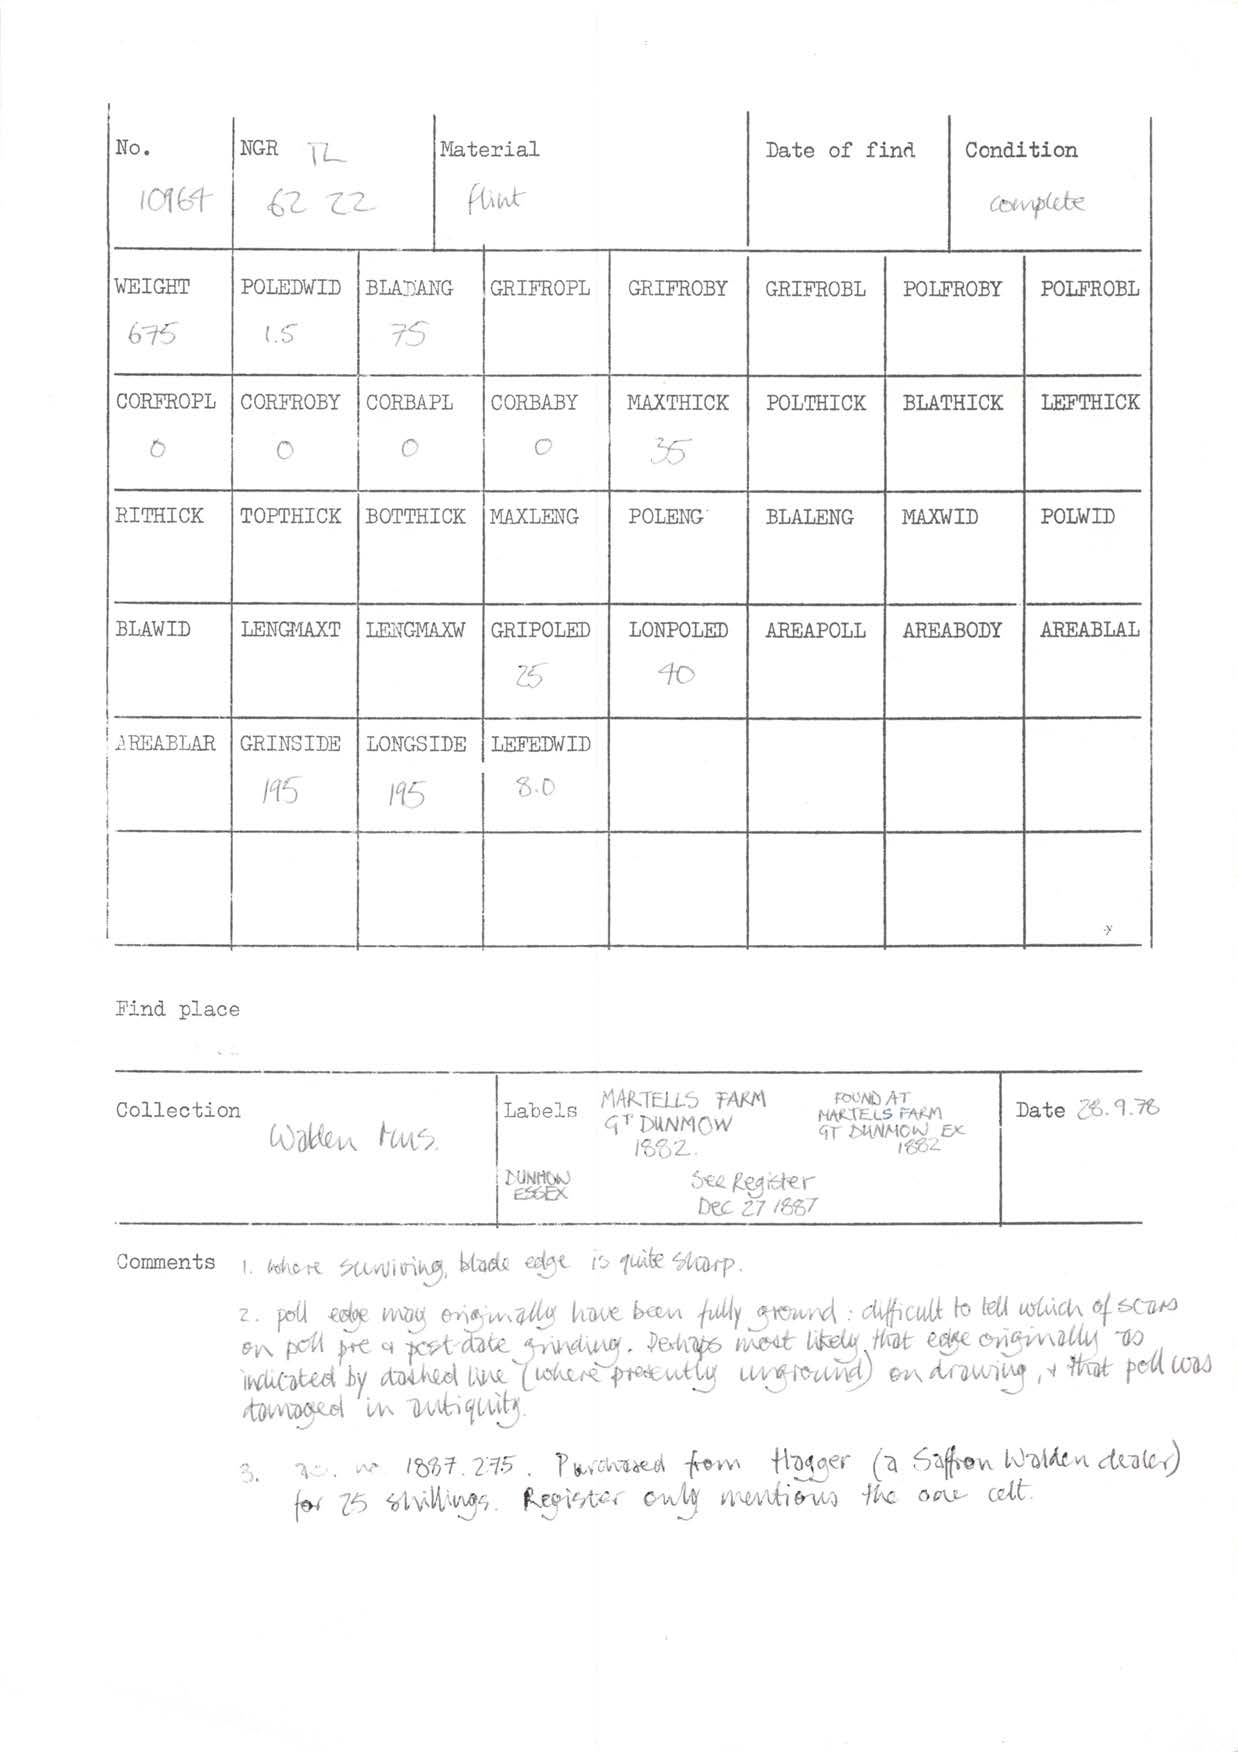 No. NGR TL Material Date of find Condition
10964 62 22 flint complete
WEIGHT POLEDWID BLADANG GRIFROPL GRIFROBY GRIFROBL POLFROBY POLFROBL
675 1.5 75
CORFROPL CORFROBY CORBAPL CORBABY MAXTHICK POLTHICK BLATHICK LEFTHICK
0 0 0 0 35
RITHICK TOPTHICK BOTTHICK MAXLENG POLENG BLALENG MAXWID POLWID
BLAWID LENGMAXT LENGMAXW GRIPOLED LONPOLED AREAPOLL AREABODY AREABLAL
25 40
AREABLAR GRINSIDE LONGSIDE LEFEDWID
195 195 8.0
Find place
Collection Walden Mus.
Labels
MARTELLS FARM
GT DUNMOW
1882.
FOUND AT
MARTELS FARM
GT DUNMOW EX
1882
DUNMOW
ESSEX
See Register
Dec 27 1887
Date 28.9.78
Comments 1. where surviving, blade edge is quite sharp.
2. poll edge may originally have been fully ground : difficult to tell which of scars
on poll pre & post-date grinding. Perhaps most likely that edge originally as
indicated by dashed line (where presently unground) on drawing, & that poll was
damaged in antiquity.
3. ac. no 1887.275. Purchased from Hagger (a Saffron Walden dealer)
for 25 shillings. Register only mentions the one celt.